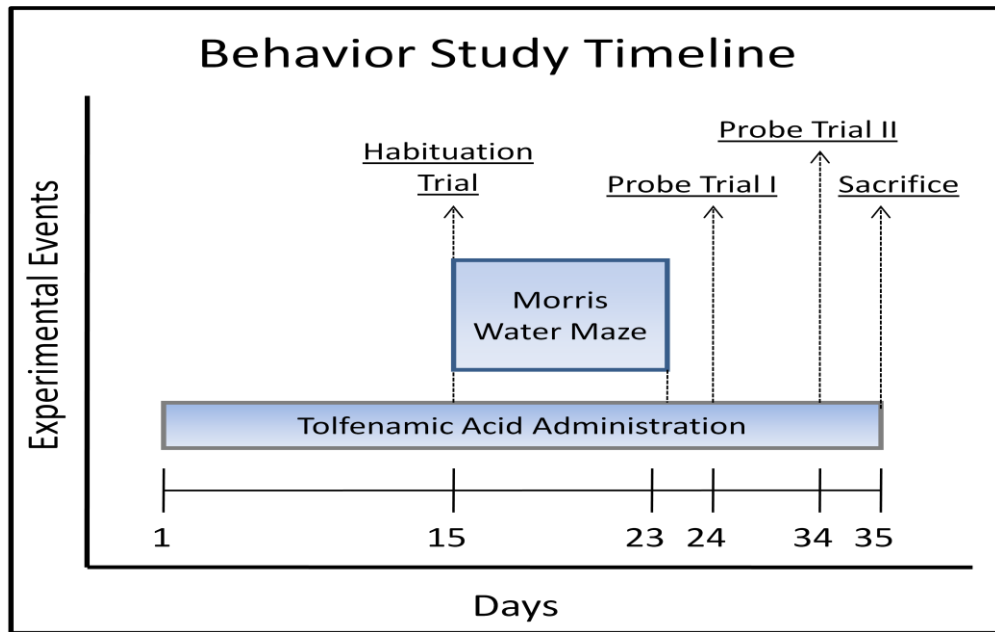 Behavior Study Timeline
Experimental Events
Habituation
Trial
Probe Trial I
Probe Trial II
Sacrifice
Morris
Water Maze
Tolfenamic Acid Administration
1 15 23 24 34 35
Days